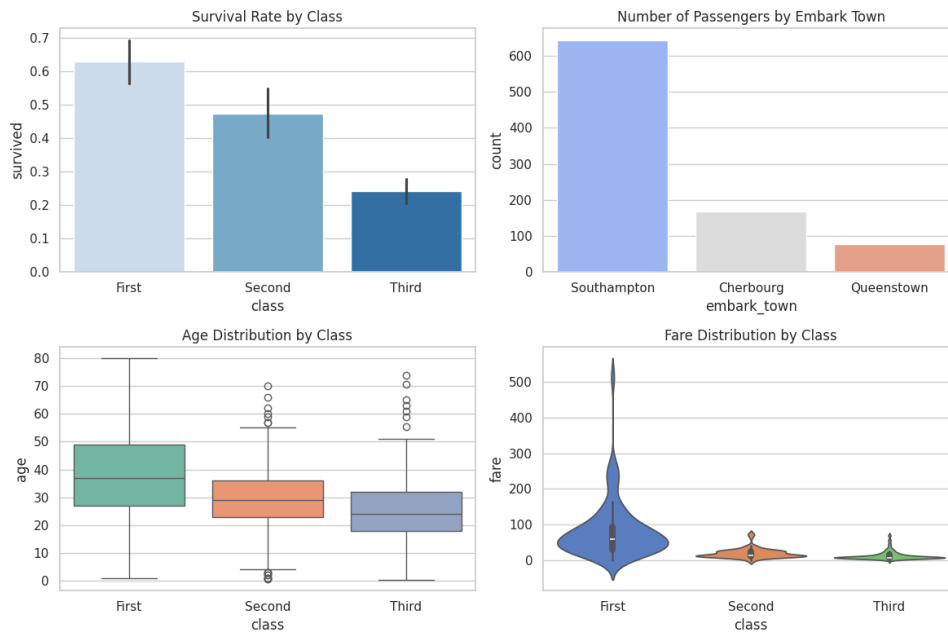 Survival Rate by Class
0.7
0.6
0.5
0.4
0.3
0.2
0.1
0.0
survived
First Second Third
class
Number of Passengers by Embark Town
600
500
400
300
200
100
0
count
Southampton Cherbourg Queenstown
embark_town
Age Distribution by Class
80
70
60
50
40
30
20
10
0
age
First Second Third
class
Fare Distribution by Class
500
400
300
200
100
0
fare
First Second Third
class